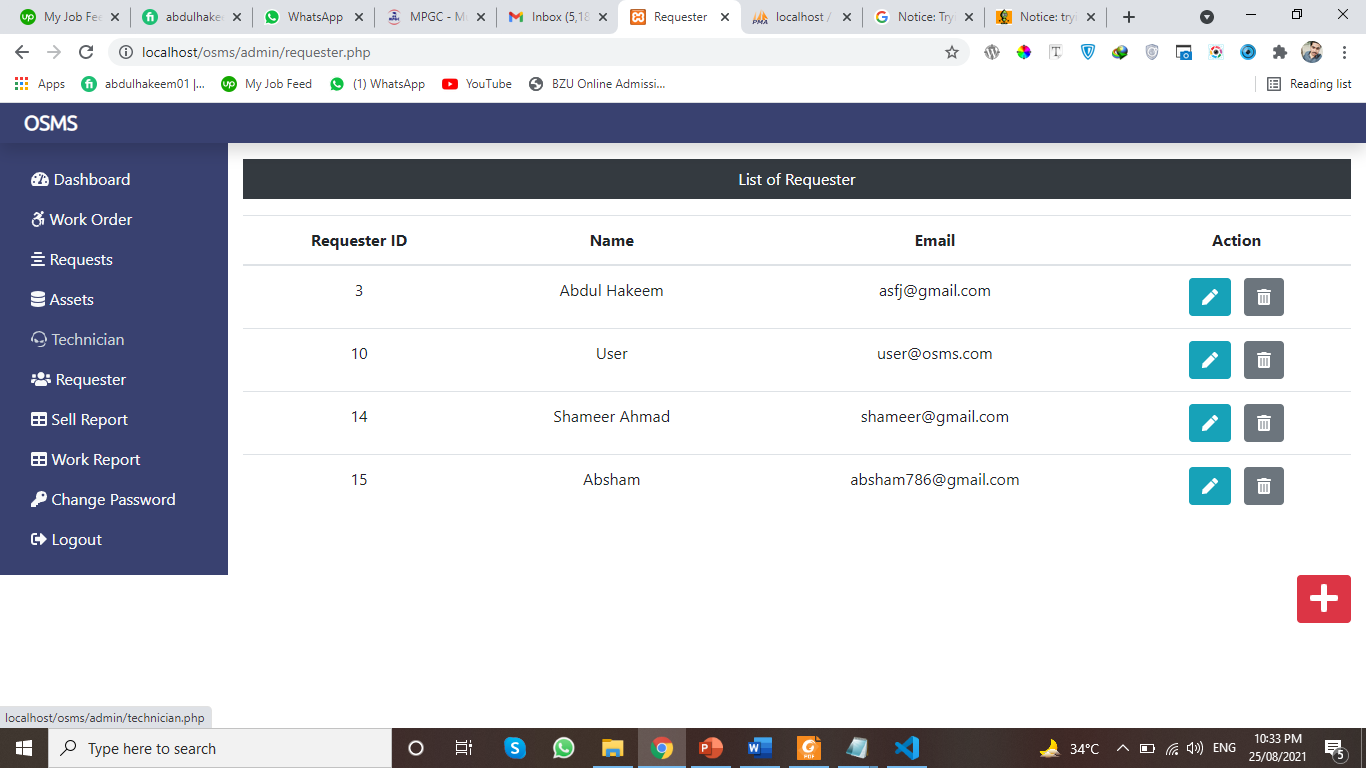 My Job Fee
abdulhakee
WhatsApp
MPGC - M
Inbox (5,18
Requester
localhost /
Notice: Try
Notice: tryi
localhost/osms/admin/requester.php
Apps
abdulhakeem01 |...
My Job Feed
(1) WhatsApp
YouTube
BZU Online Admissi...
Reading list
OSMS
Dashboard
Work Order
Requests
Assets
Technician
Requester
Sell Report
Work Report
Change Password
Logout
List of Requester
Requester ID Name Email Action
3 Abdul Hakeem asfj@gmail.com
10 User user@osms.com
14 Shameer Ahmad shameer@gmail.com
15 Absham absham786@gmail.com
localhost/osms/admin/technician.php
Type here to search
34°C
ENG
10:33 PM
25/08/2021
5